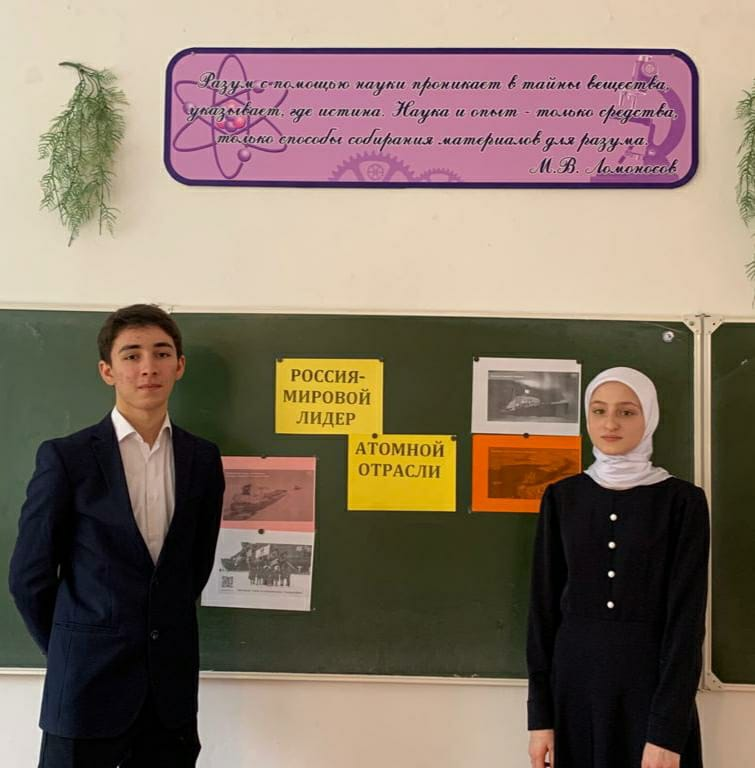 Разум с помощью науки проникает в тайны вещества,
указывает, где истина. Наука и опыт - только средства,
только способы собирания материалов для разума.
М.В. Ломоносов
РОССИЯ-
МИРОВОЙ
ЛИДЕР
АТОМНОЙ
ОТРАСЛИ